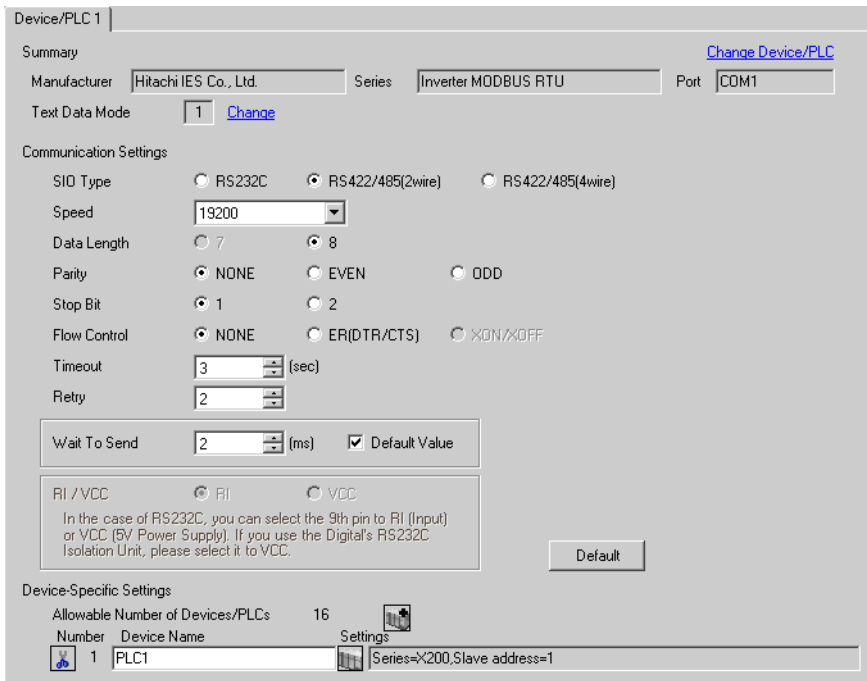 Device/PLC 1
Summary Change Device/PLC
Manufacturer Hitachi IES Co., Ltd. Series Inverter MODBUS RTU Port COM1
Text Data Mode 1 Change
Communication Settings
SIO Type RS232C RS422/485(2wire) RS422/485(4wire)
Speed 19200
Data Length 7 8
Parity NONE EVEN ODD
Stop Bit 1 2
Flow Control NONE ER(DTR/CTS) XON/XOFF
Timeout 3 (sec)
Retry 2
Wait To Send 2 (ms) Default Value
RI / VCC RI VCC
In the case of RS232C, you can select the 9th pin to RI (Input)
or VCC (5V Power Supply). If you use the Digital's RS232C
Isolation Unit, please select it to VCC.
Default
Device-Specific Settings
Allowable Number of Devices/PLCs 16
Number Device Name Settings
1 PLC1 Series=X200,Slave address=1